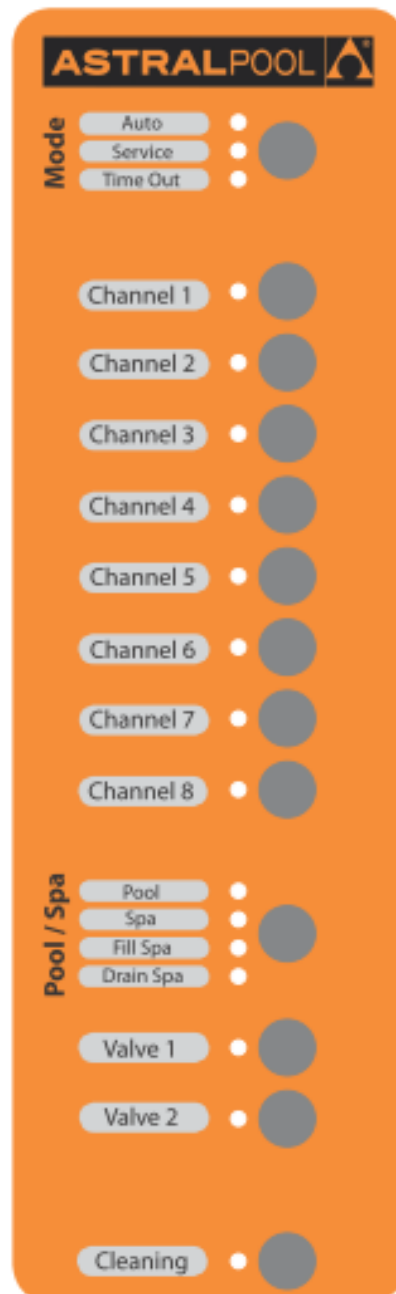 ASTRALPOOL
Mode
Auto
Service
Time Out
Channel 1
Channel 2
Channel 3
Channel 4
Channel 5
Channel 6
Channel 7
Channel 8
Pool / Spa
Pool
Spa
Fill Spa
Drain Spa
Valve 1
Valve 2
Cleaning